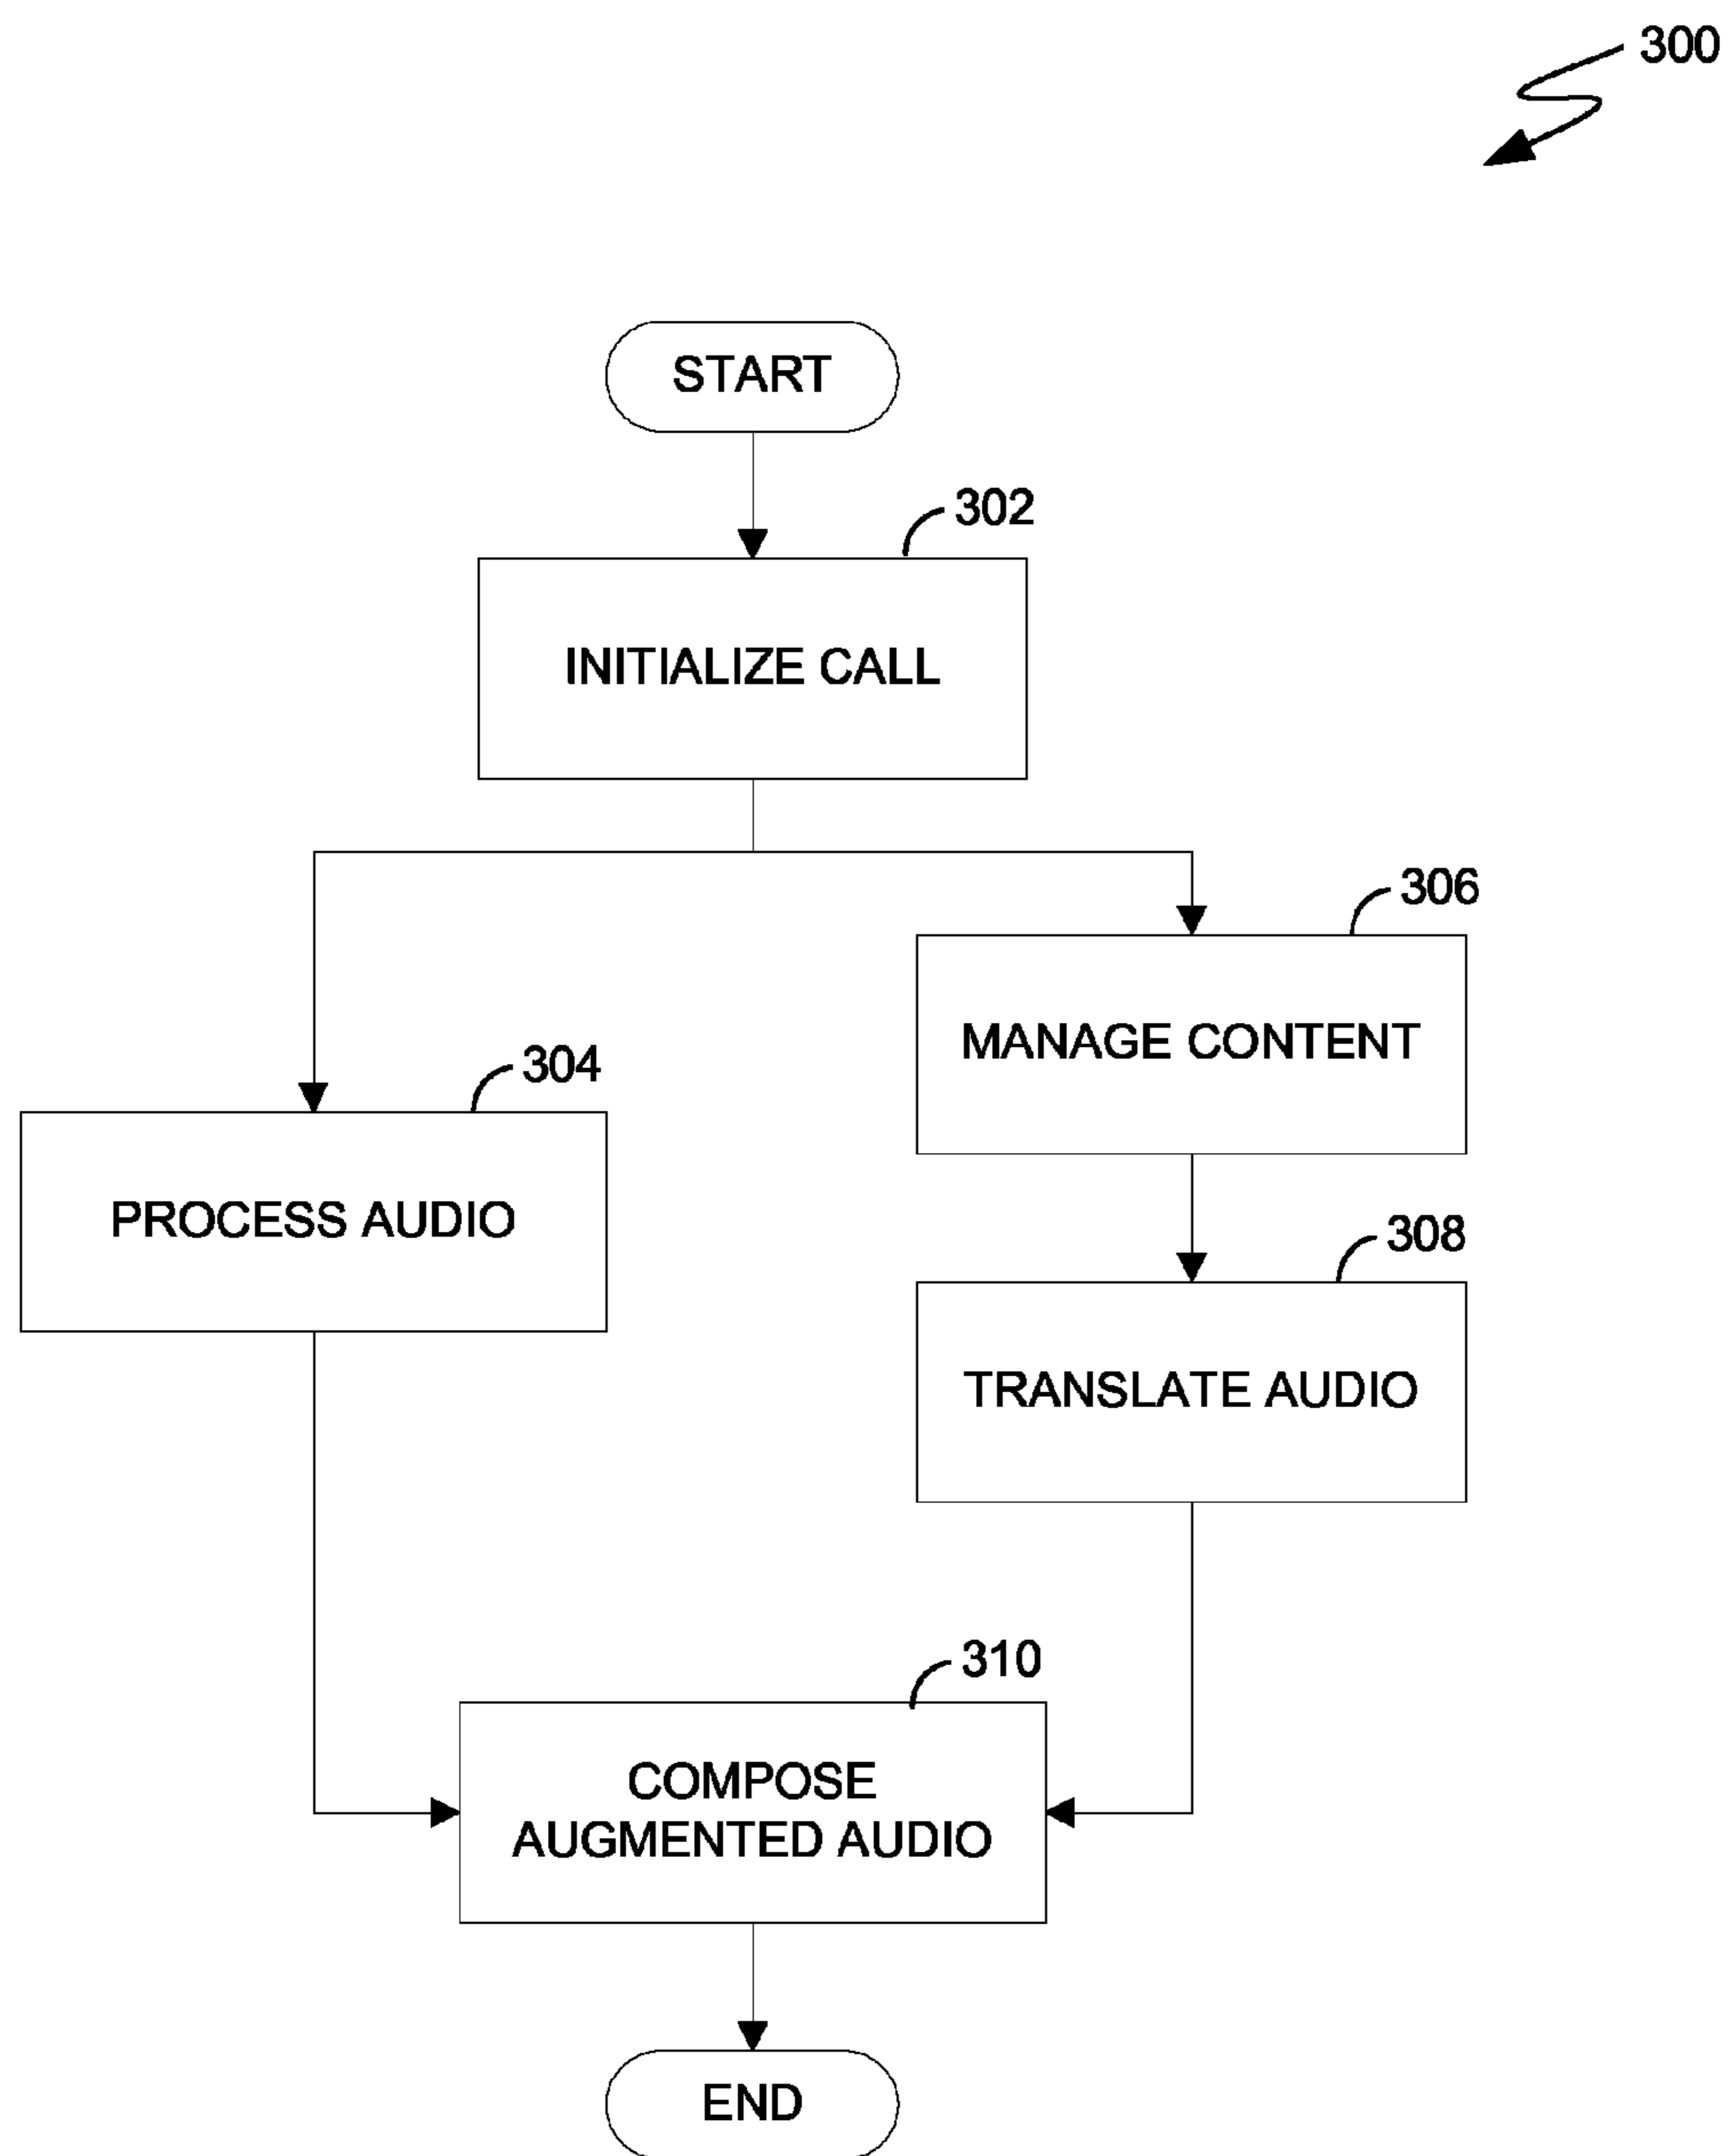 300
START
302
INITIALIZE CALL
306
MANAGE CONTENT
304
PROCESS AUDIO
308
TRANSLATE AUDIO
310
COMPOSE
AUGMENTED AUDIO
END